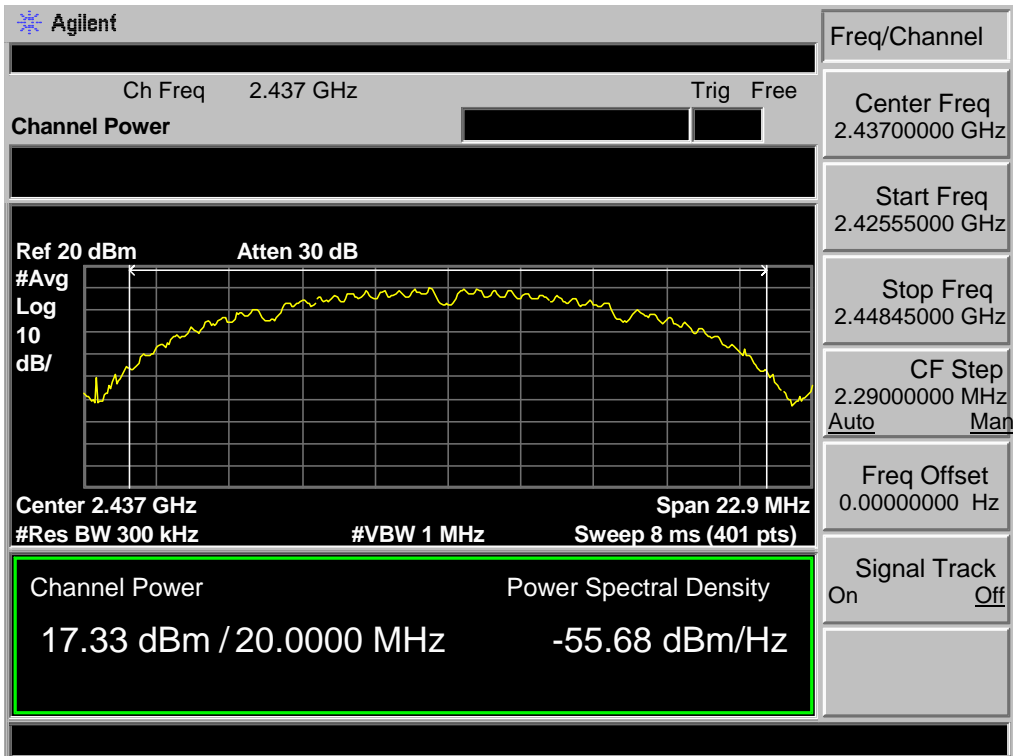 Agilent
Ch Freq 2.437 GHz Trig Free
Channel Power
Ref 20 dBm Atten 30 dB
#Avg
Log
10
dB/
Center 2.437 GHz Span 22.9 MHz
#Res BW 300 kHz #VBW 1 MHz Sweep 8 ms (401 pts)
Channel Power Power Spectral Density
17.33 dBm / 20.0000 MHz -55.68 dBm/Hz
Freq/Channel
Center Freq
2.43700000 GHz
Start Freq
2.42555000 GHz
Stop Freq
2.44845000 GHz
CF Step
2.29000000 MHz
Auto Man
Freq Offset
0.00000000 Hz
Signal Track
On Off